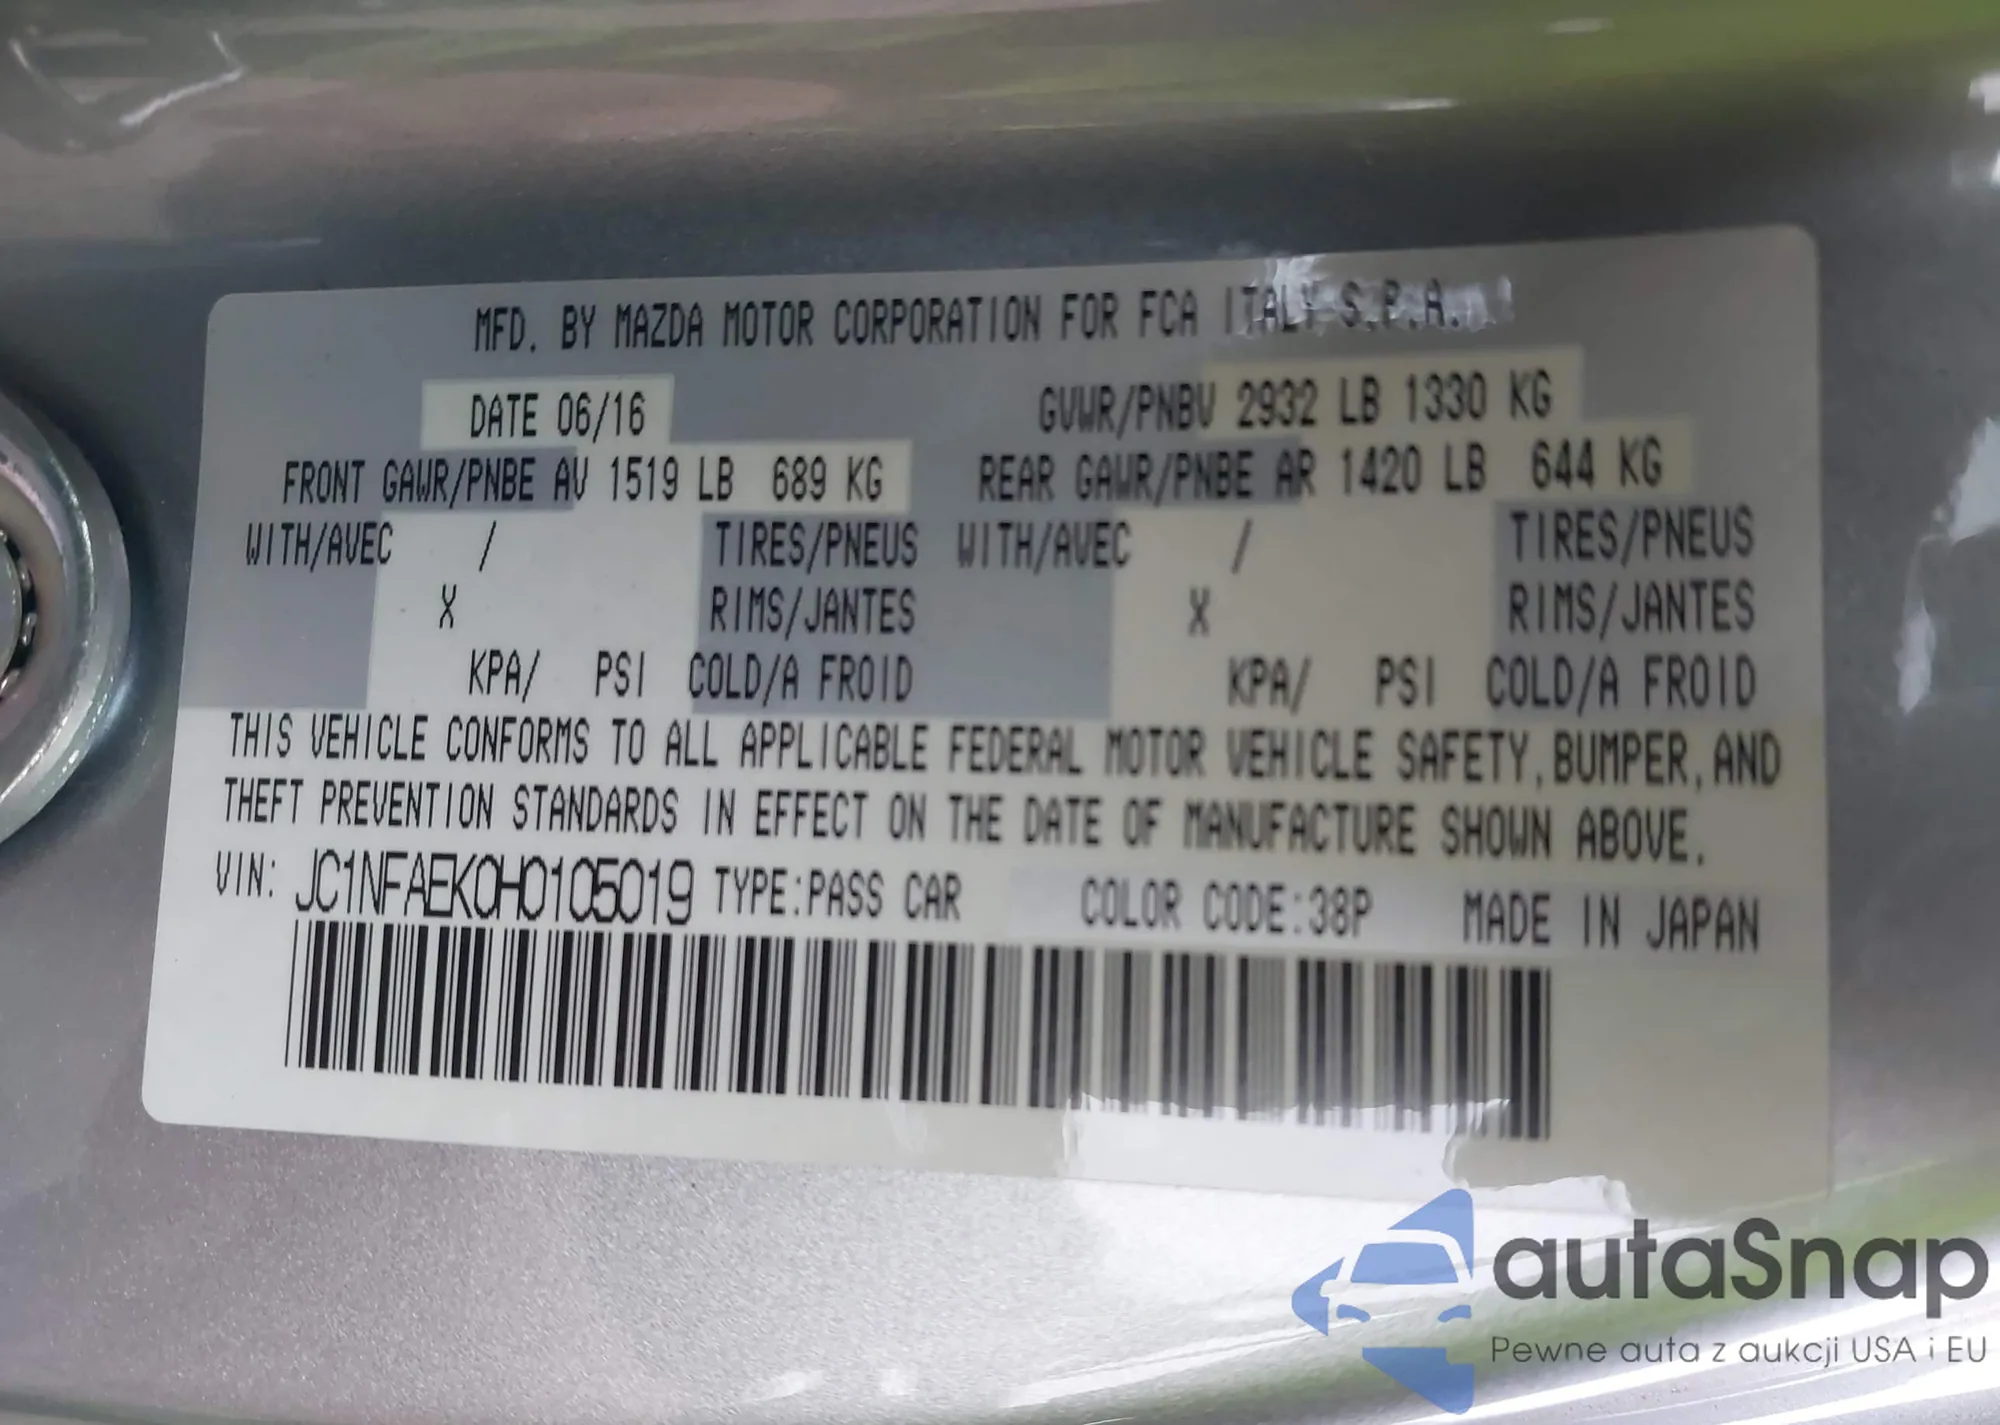 MFD. BY MAZDA MOTOR CORPORATION FOR FCA ITALY S.P.A.
DATE 06/16 GVWR/PNBV 2932 LB 1330 KG
FRONT GAWR/PNBE AV 1519 LB 689 KG REAR GAWR/PNBE AR 1420 LB 644 KG
WITH/AVEC / TIRES/PNEUS WITH/AVEC / TIRES/PNEUS
X RIMS/JANTES X RIMS/JANTES
KPA/ PSI COLD/A FROID KPA/ PSI COLD/A FROID
THIS VEHICLE CONFORMS TO ALL APPLICABLE FEDERAL MOTOR VEHICLE SAFETY, BUMPER, AND
THEFT PREVENTION STANDARDS IN EFFECT ON THE DATE OF MANUFACTURE SHOWN ABOVE.
VIN: JC1NFAEK0H0105019 TYPE:PASS CAR COLOR CODE:38P MADE IN JAPAN
autaSnap
Pewne auta z aukcji USA i EU